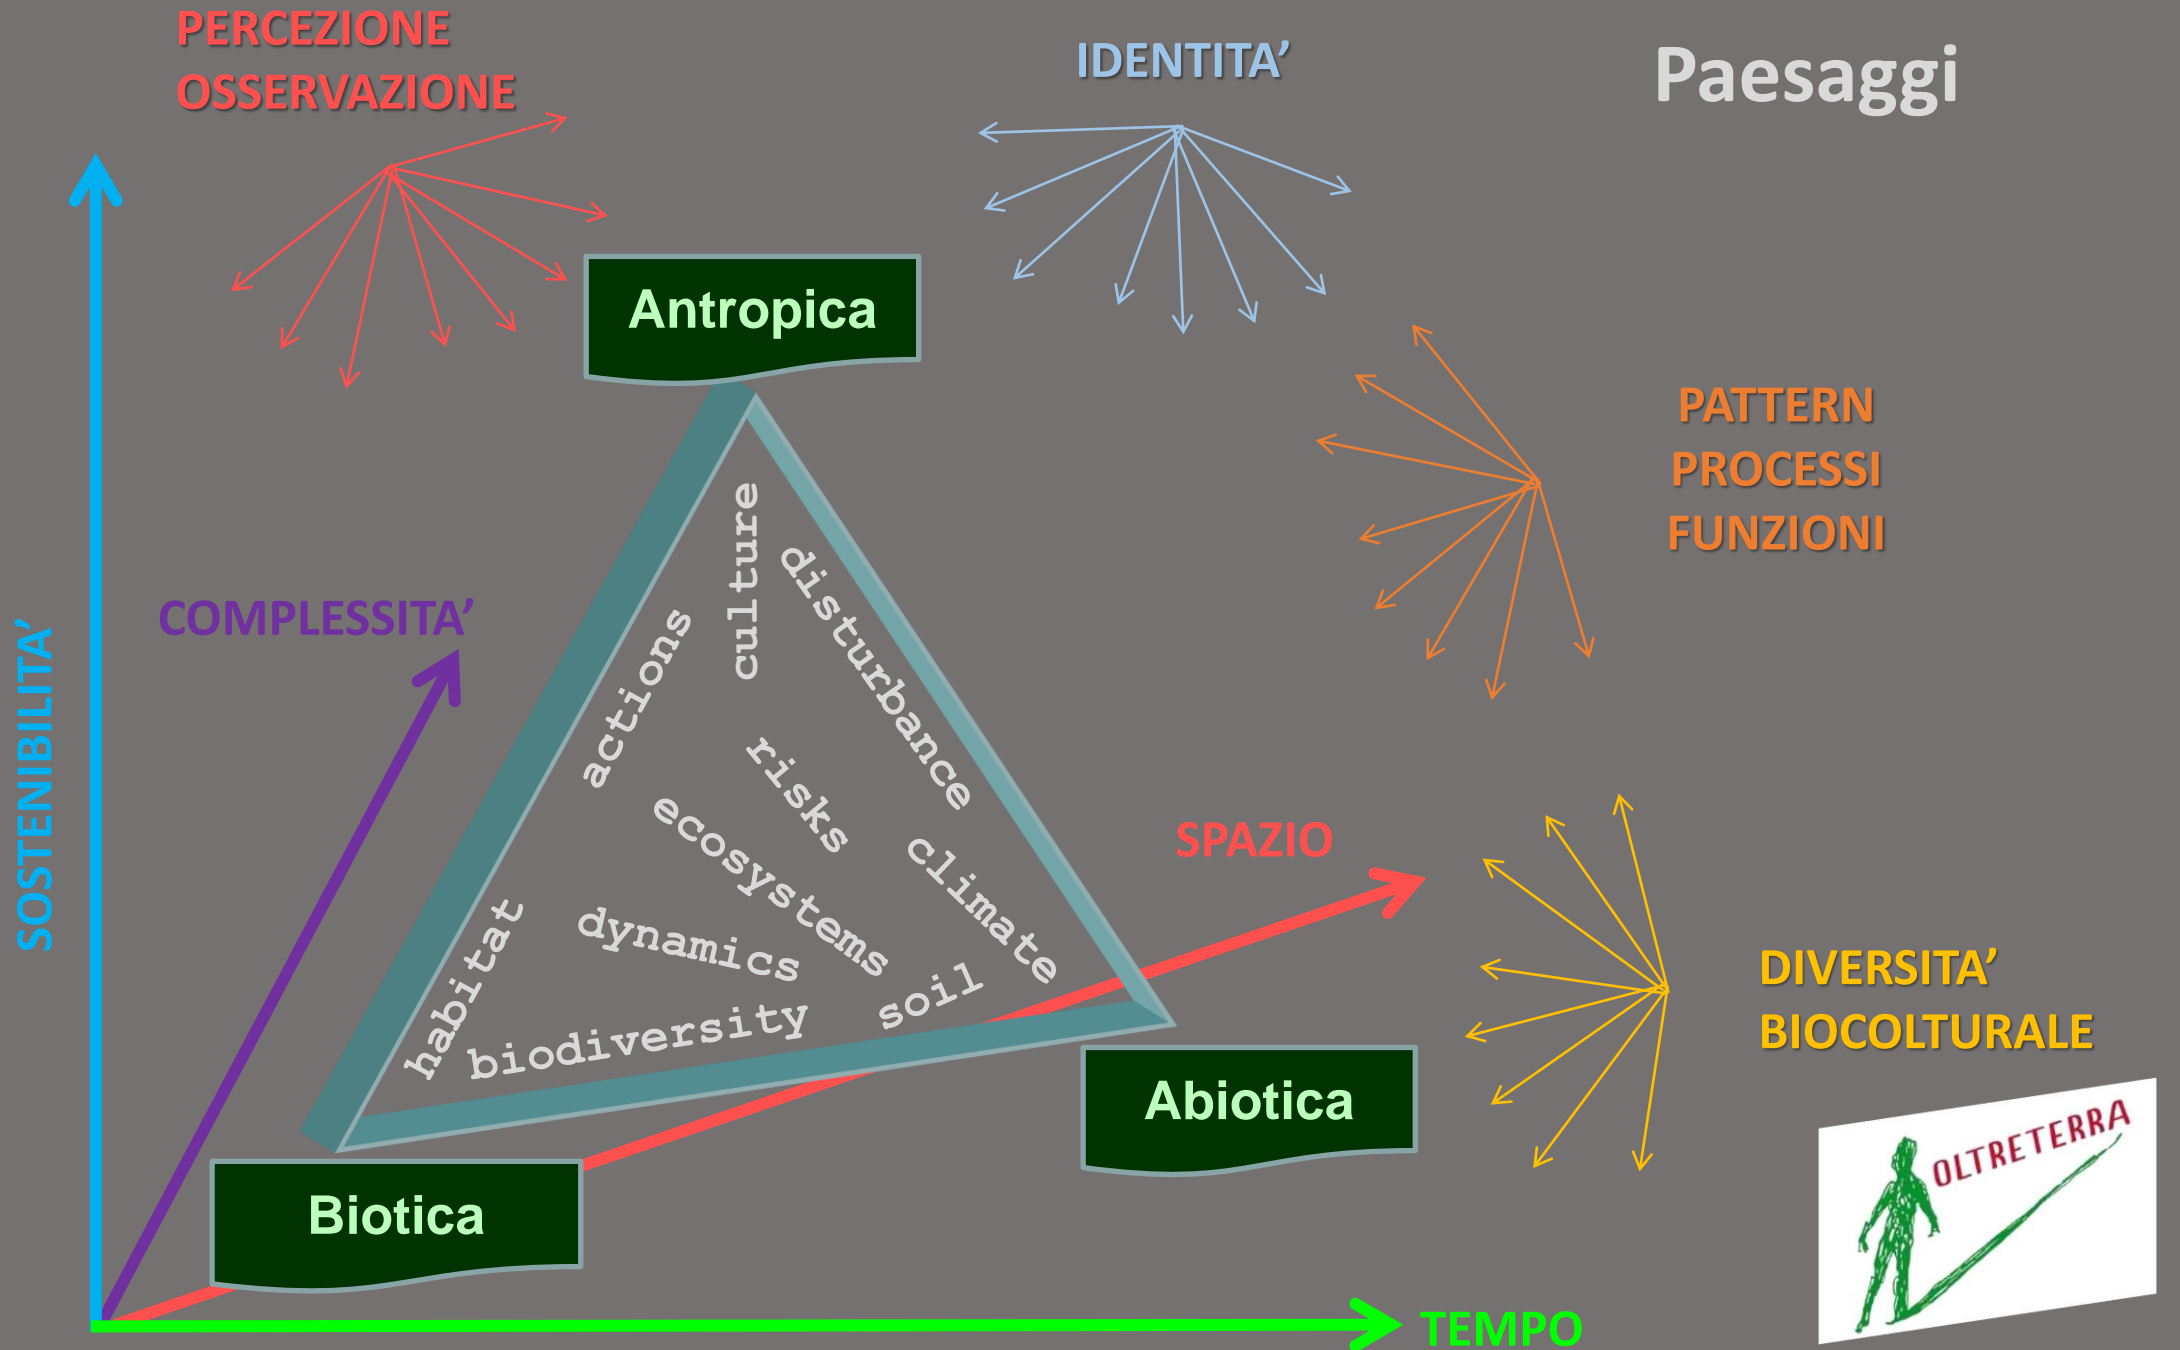 PERCEZIONE
OSSERVAZIONE
IDENTITA’
Paesaggi
Antropica
PATTERN
PROCESSI
FUNZIONI
COMPLESSITA’
SOSTENIBILITA’
culture
disturbance
actions
risks
ecosystems
climate
habitat
dynamics
soil
biodiversity
SPAZIO
DIVERSITA’
BIOCOLTURALE
Abiotica
Biotica
OLTRETERRA
TEMPO